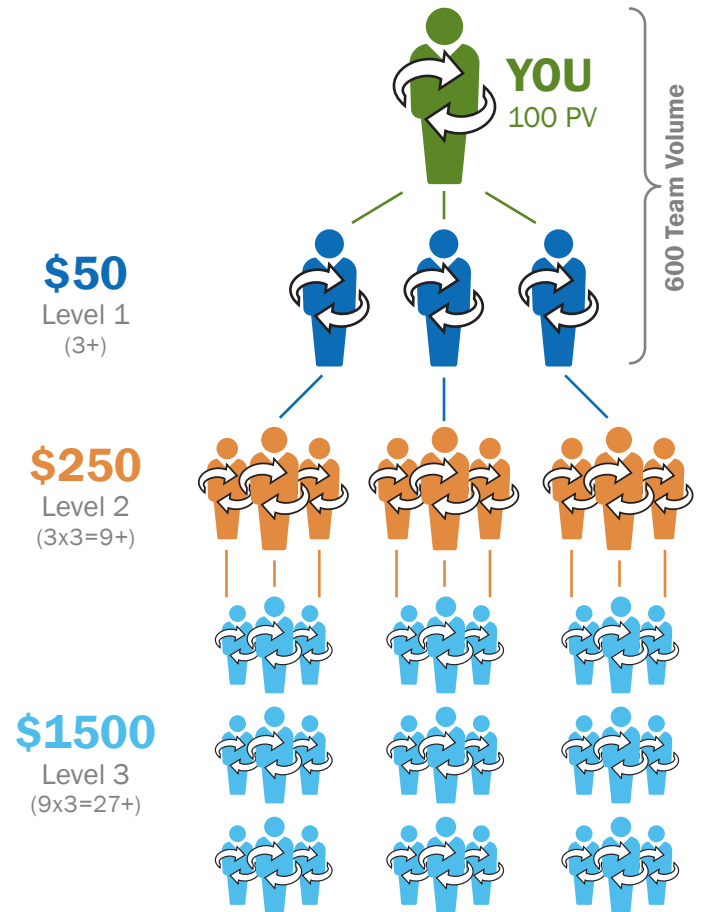 YOU
100 PV
600 Team Volume
$50
Level 1
(3+)
$250
Level 2
(3x3=9+)
$1500
Level 3
(9x3=27+)